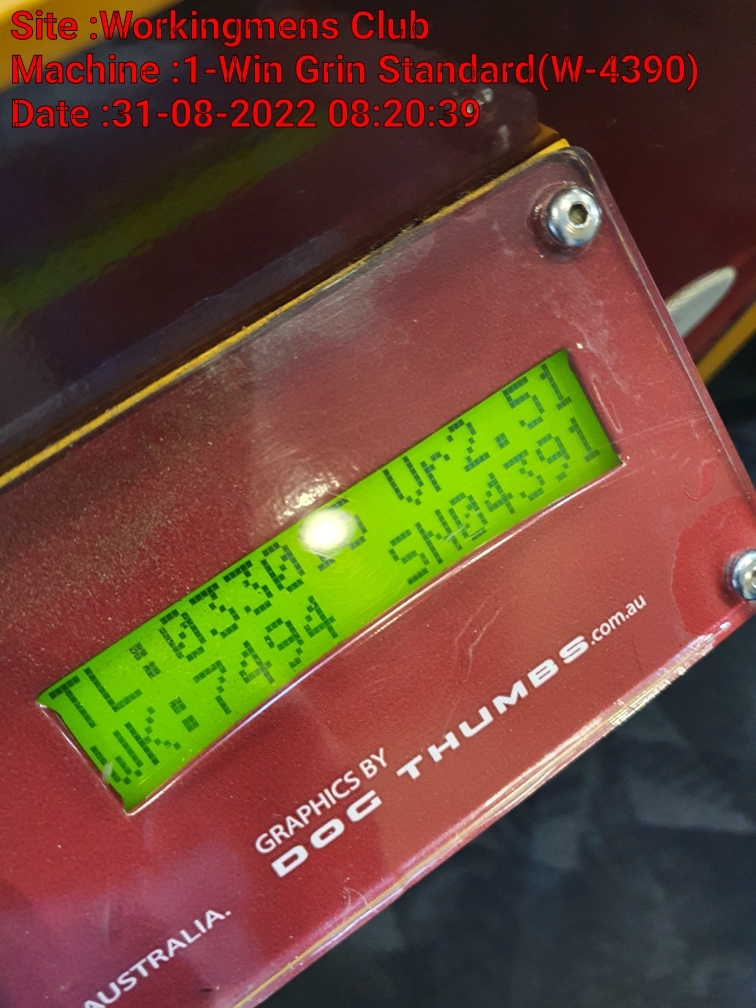 Site :Workingmens Club
Machine :1-Win Grin Standard(W-4390)
Date :31-08-2022 08:20:39
Vr2.51
WK:7494 SN04391
GRAPHICS BY
DOG THUMBS.com.au
AUSTRALIA.